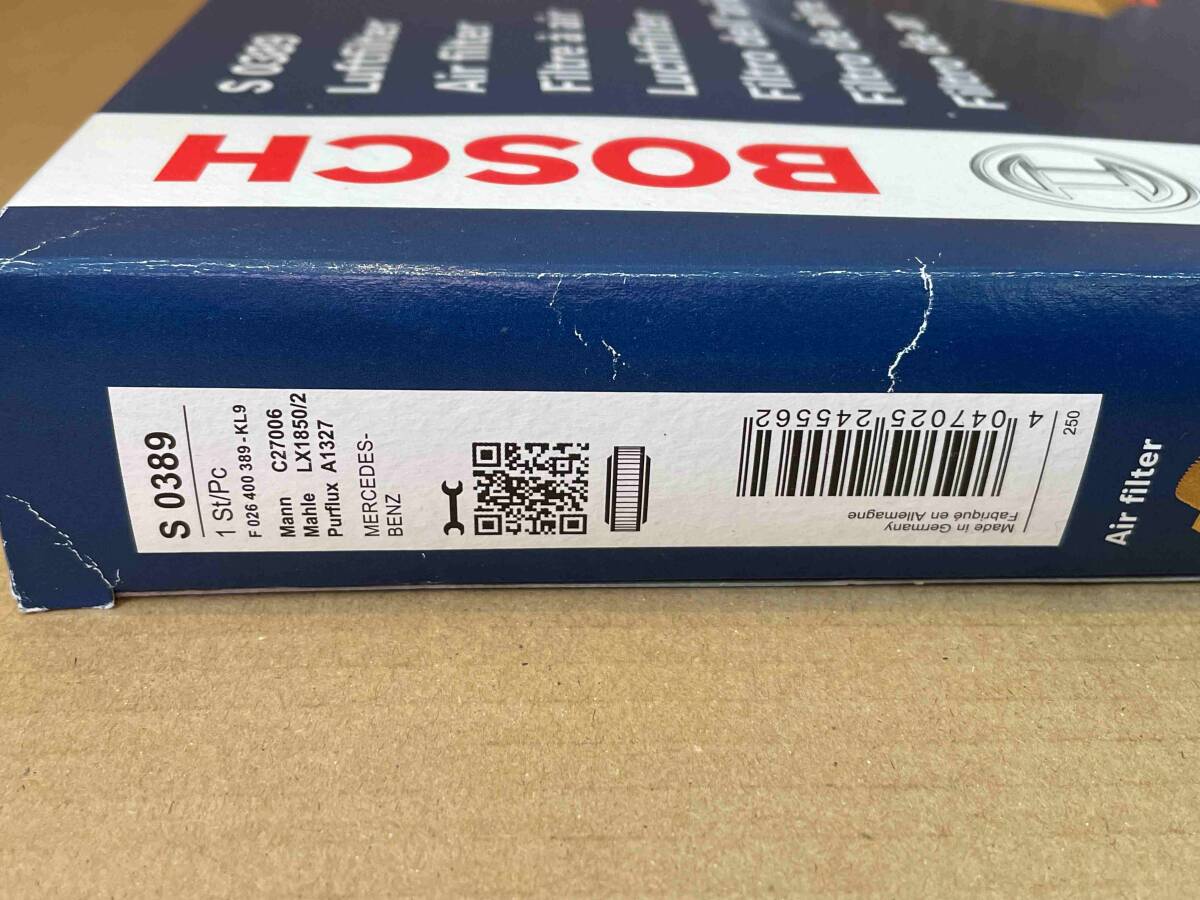 S 0389
Luftfilter
Air filter
Filtre à air
Luchtfilter
BOSCH
S 0389
1 St/Pc
F 026 400 389 -KL9
Mann C27006
Mahle LX1850/2
Purflux A1327
MERCEDES-
BENZ
4 047025 245562
Made in Germany
Fabriqué en Allemagne
250
Air filter